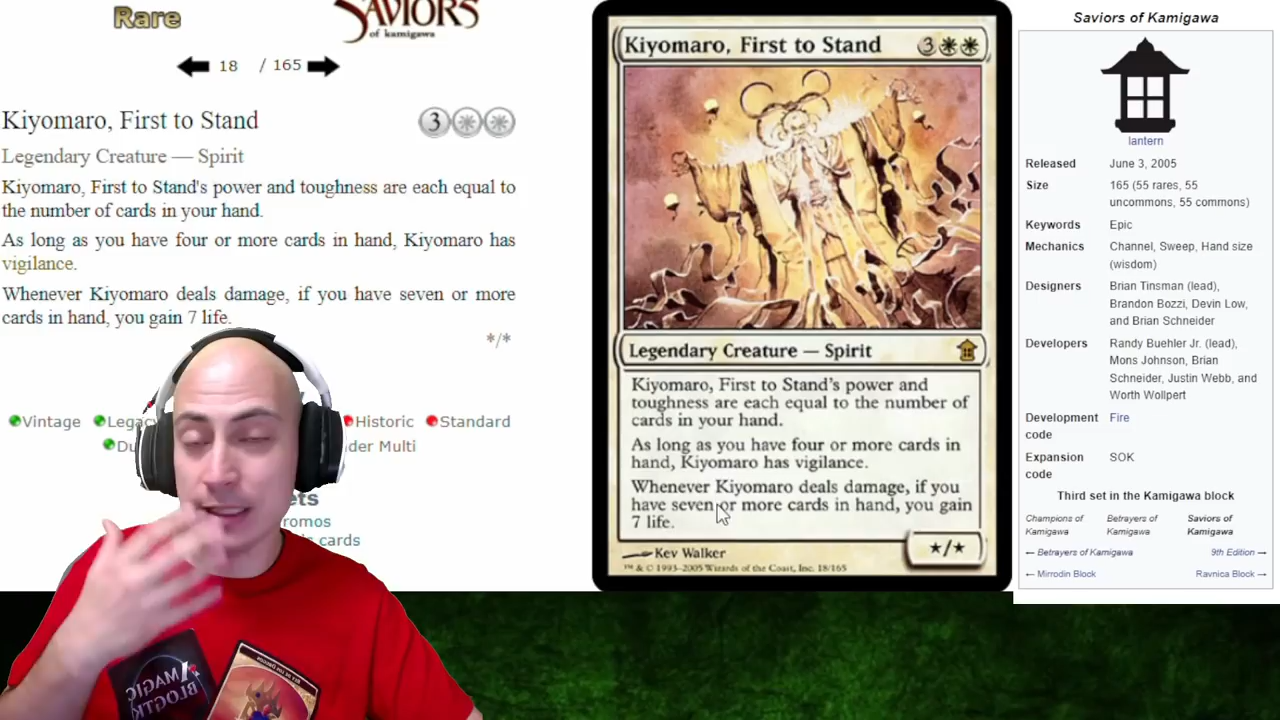 Rare
SAVIORS
of kamigawa
18 / 165
Kiyomaro, First to Stand
3
Legendary Creature — Spirit
Kiyomaro, First to Stand's power and toughness are each equal to
the number of cards in your hand.
As long as you have four or more cards in hand, Kiyomaro has
vigilance.
Whenever Kiyomaro deals damage, if you have seven or more
cards in hand, you gain 7 life.
*/*
Vintage Legacy Historic Standard
Du der Multi
ets
romos
s cards
MAGIC
BLOGTK
Kiyomaro, First to Stand 3
Legendary Creature — Spirit
Kiyomaro, First to Stand's power and
toughness are each equal to the number of
cards in your hand.
As long as you have four or more cards in
hand, Kiyomaro has vigilance.
Whenever Kiyomaro deals damage, if you
have seven or more cards in hand, you gain
7 life.
*/*
Kev Walker
™ & © 1993–2005 Wizards of the Coast, Inc. 18/165
Saviors of Kamigawa
lantern
Released June 3, 2005
Size 165 (55 rares, 55
uncommons, 55 commons)
Keywords Epic
Mechanics Channel, Sweep, Hand size
(wisdom)
Designers Brian Tinsman (lead),
Brandon Bozzi, Devin Low,
and Brian Schneider
Developers Randy Buehler Jr. (lead),
Mons Johnson, Brian
Schneider, Justin Webb, and
Worth Wollpert
Development Fire
code
Expansion SOK
code
Third set in the Kamigawa block
Champions of Betrayers of Saviors of
Kamigawa Kamigawa Kamigawa
← Betrayers of Kamigawa 9th Edition →
← Mirrodin Block Ravnica Block →